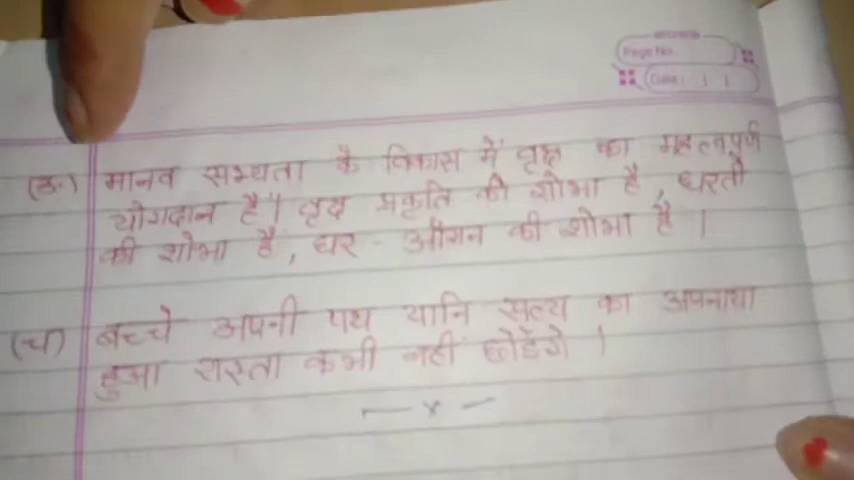 Page No.
Date : | |
(ङ.) मानव सभ्यता के विकास में वृक्ष का महत्वपूर्ण
योगदान है। वृक्ष प्रकृति की शोभा है, धरती
की शोभा है, घर - आँगन की शोभा है ।
(च) बच्चे अपनी पथ यानि सत्य का अपनाया
हुआ रास्ता कभी नहीं छोडेंगे ।
— x —